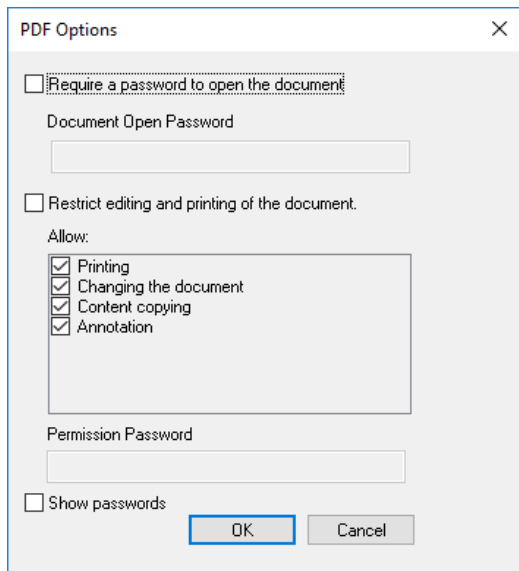 PDF Options
Require a password to open the document
Document Open Password
Restrict editing and printing of the document.
Allow:
Printing
Changing the document
Content copying
Annotation
Permission Password
Show passwords
OK Cancel